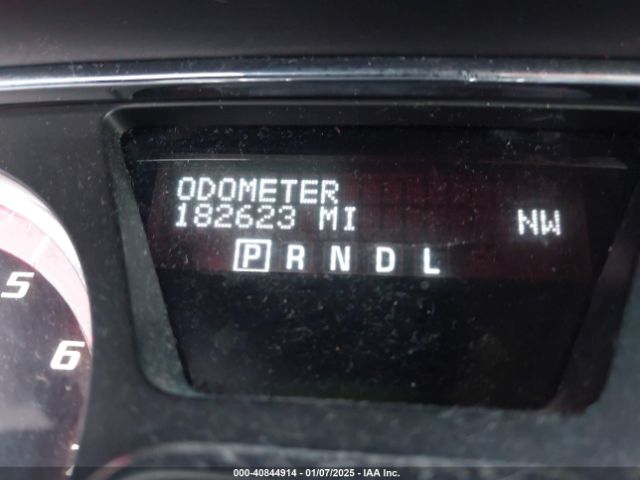 ODOMETER
182623 MI
NW
P R N D L
5
6
000-40844914 - 01/07/2025 - IAA Inc.